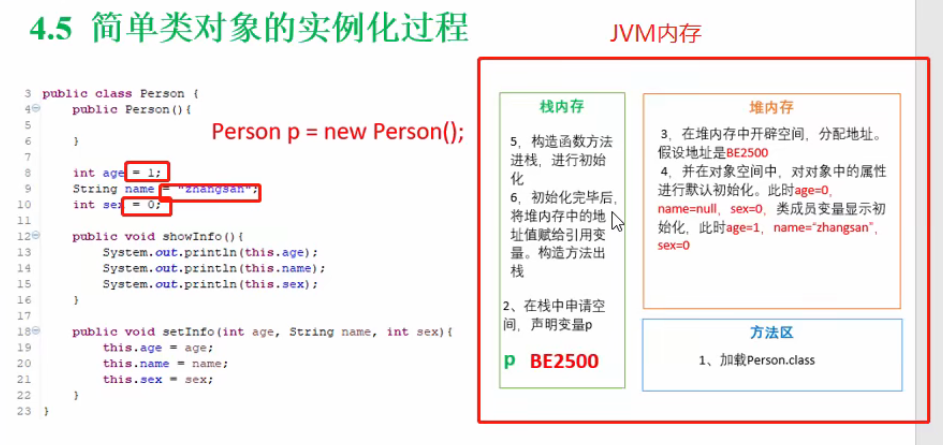 4.5 简单类对象的实例化过程
JVM内存
3 public class Person {
4 public Person(){
5
6 }
7
8 int age = 1;
9 String name = "zhangsan";
10 int sex = 0;
11
12 public void showInfo(){
13 System.out.println(this.age);
14 System.out.println(this.name);
15 System.out.println(this.sex);
16 }
17
18 public void setInfo(int age, String name, int sex){
19 this.age = age;
20 this.name = name;
21 this.sex = sex;
22 }
23 }
Person p = new Person();
栈内存
5、构造函数方法
进栈，进行初始
化
6、初始化完毕后，
将堆内存中的地
址值赋给引用变
量。构造方法出
栈
2、在栈中申请空
间，声明变量p
p BE2500
堆内存
3、在堆内存中开辟空间，分配地址。
假设地址是BE2500
4、并在对象空间中，对对象中的属性
进行默认初始化。此时age=0，
name=null，sex=0，类成员变量显示初
始化，此时age=1，name="zhangsan"，
sex=0
方法区
1、加载Person.class